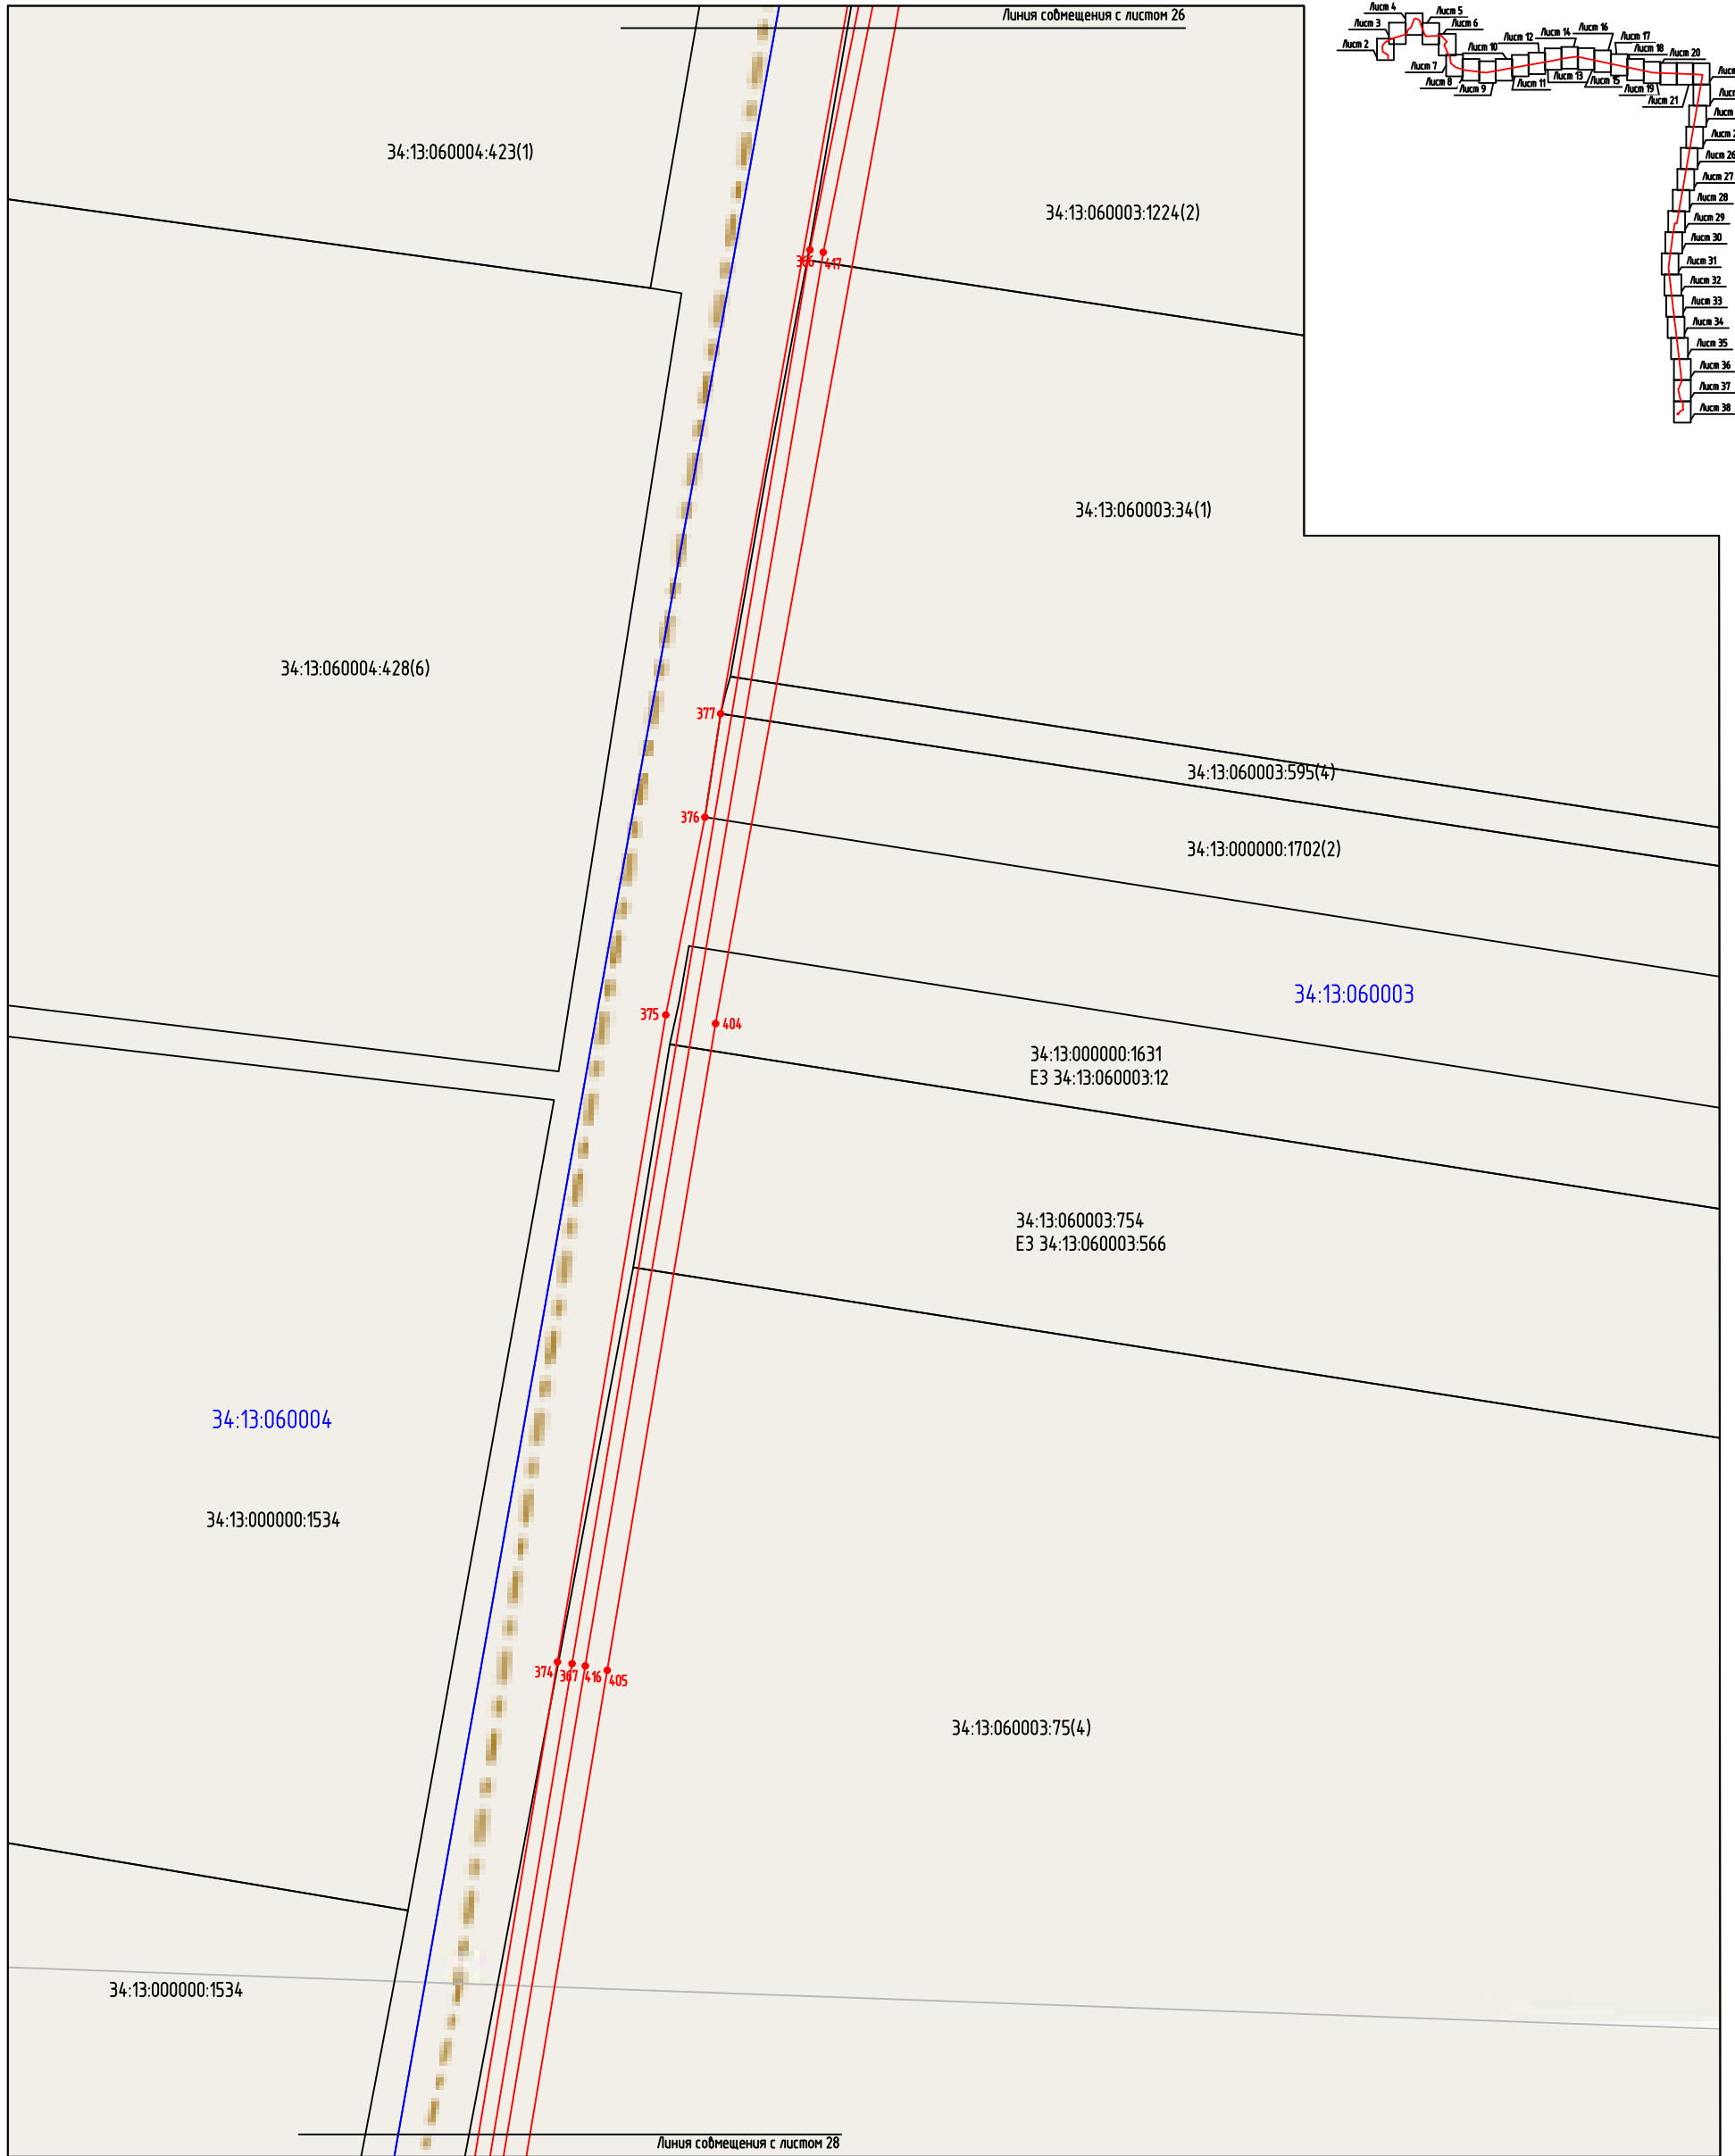 Линия совмещения с листом 26
Лист 4
Лист 5
Лист 3
Лист 6
Лист 2
Лист 16
Лист 14
Лист 17
Лист 12
Лист 10
Лист 18
Лист 20
Лист 7
Лист 13
Лист 8
Лист 9
Лист 11
Лист 15
Лист 19
Лист 21
Лист 26
Лист 27
Лист 28
Лист 29
Лист 30
Лист 31
Лист 32
Лист 33
Лист 34
Лист 35
Лист 36
Лист 37
Лист 38
34:13:060004:423(1)
34:13:060003:1224(2)
366
417
34:13:060003:34(1)
34:13:060004:428(6)
377
34:13:060003:595(4)
376
34:13:000000:1702(2)
34:13:060003
375
404
34:13:000000:1631
ЕЗ 34:13:060003:12
34:13:060003:754
ЕЗ 34:13:060003:566
34:13:060004
34:13:000000:1534
374
367
416
405
34:13:060003:75(4)
34:13:000000:1534
Линия совмещения с листом 28